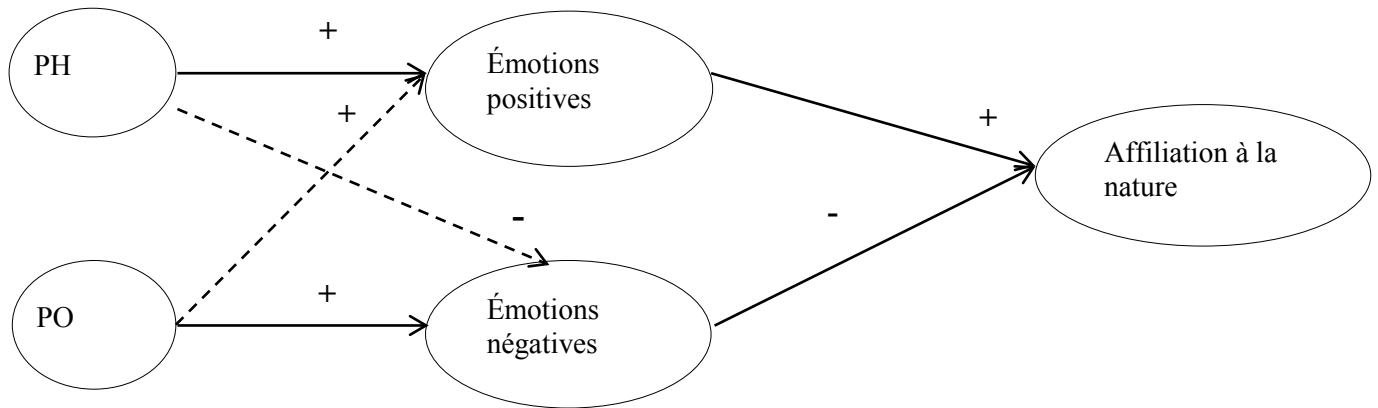 +
PH
Émotions
positives
+
+
Affiliation à la
nature
-
-
+
PO
Émotions
négatives